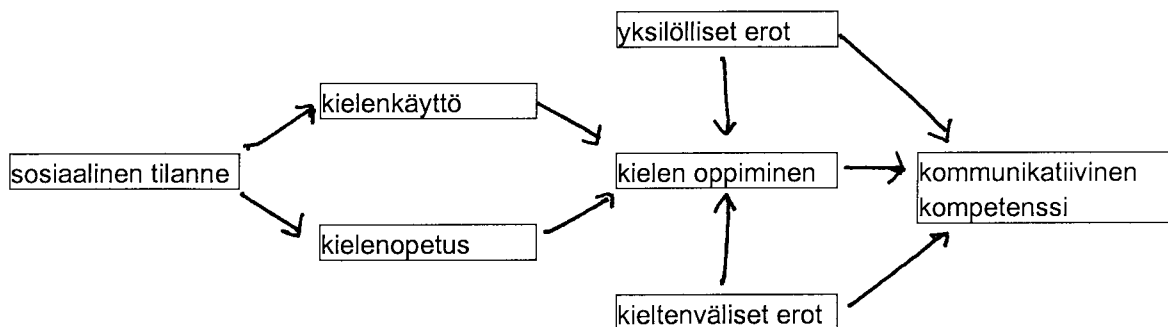 yksilölliset erot
kielenkäyttö
sosiaalinen tilanne
kielen oppiminen
kommunikatiivinen
kompetenssi
kielenopetus
kieltenväliset erot